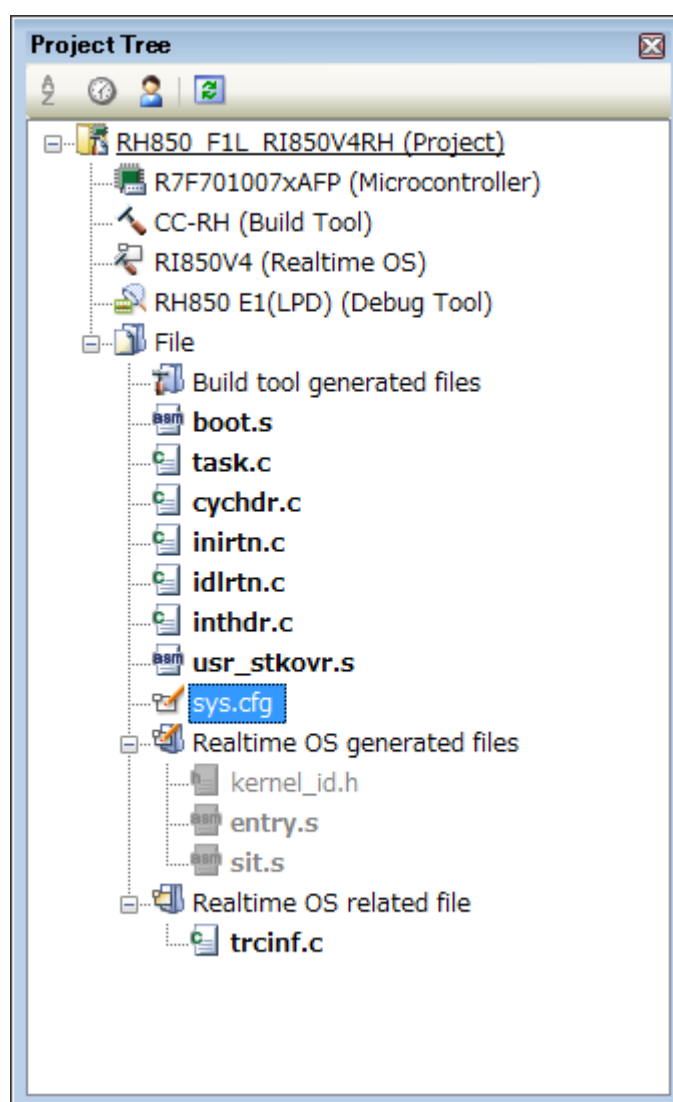 Project Tree
RH850_F1L_RI850V4RH (Project)
R7F701007xAFP (Microcontroller)
CC-RH (Build Tool)
RI850V4 (Realtime OS)
RH850 E1(LPD) (Debug Tool)
File
Build tool generated files
boot.s
task.c
cychdr.c
inirtn.c
idlrtn.c
inthdr.c
usr_stkovr.s
sys.cfg
Realtime OS generated files
kernel_id.h
entry.s
sit.s
Realtime OS related file
trcinf.c